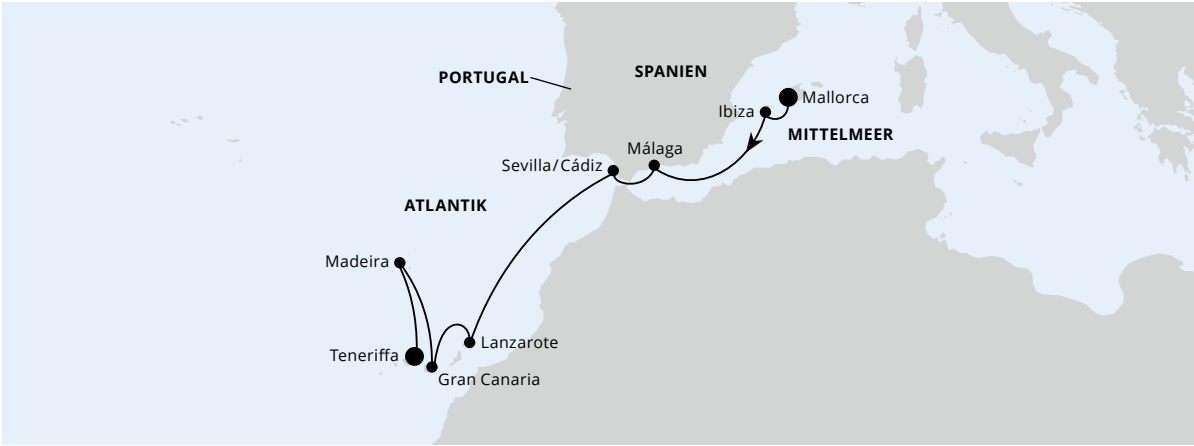 PORTUGAL
SPANIEN
Mallorca
Ibiza
MITTELMEER
Málaga
Sevilla/Cádiz
ATLANTIK
Madeira
Lanzarote
Teneriffa
Gran Canaria